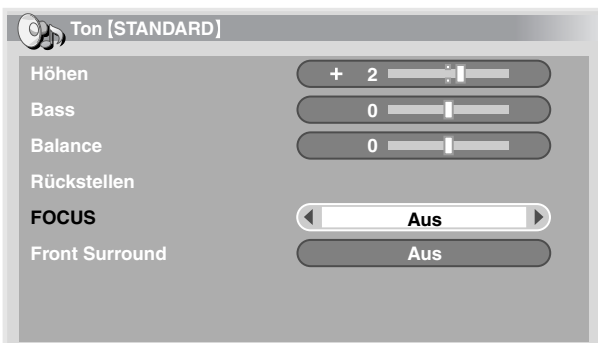 Ton [STANDARD]
Höhen + 2
Bass 0
Balance 0
Rückstellen
FOCUS Aus
Front Surround Aus